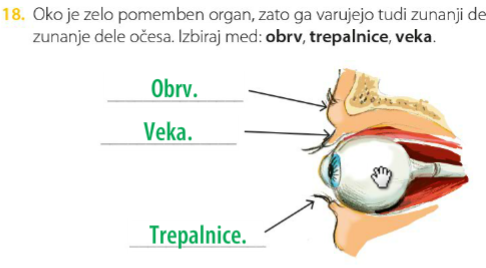 18. Oko je zelo pomemben organ, zato ga varujejo tudi zunanji de
zunanje dele očesa. Izbiraj med: obrv, trepalnice, veka.
Obrv.
Veka.
Trepalnice.